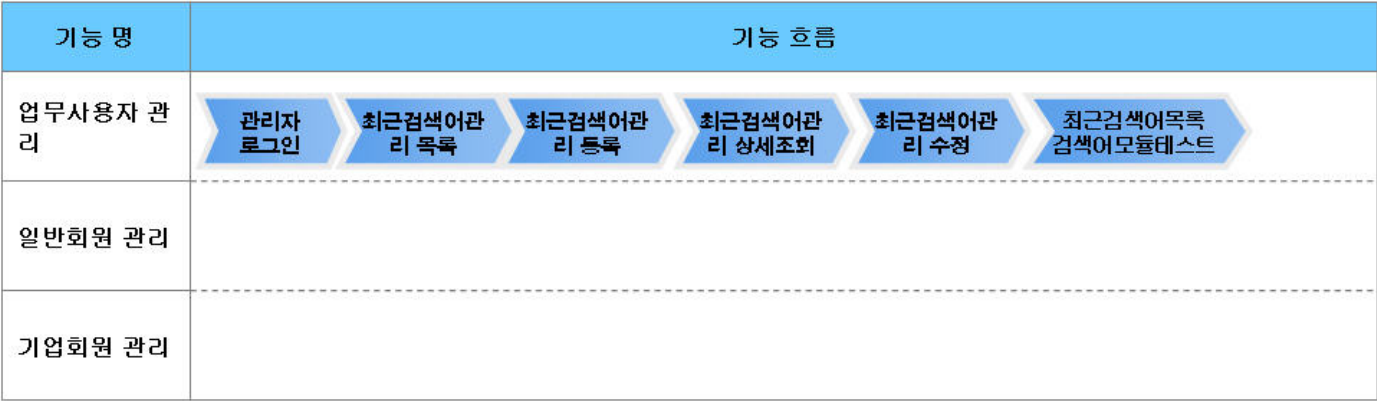 기능 명
기능 흐름
업무사용자 관
리
관리자
로그인
최근검색어관
리 목록
최근검색어관
리 등록
최근검색어관
리 상세조회
최근검색어관
리 수정
최근검색어목록
검색어모듈테스트
일반회원 관리
기업회원 관리